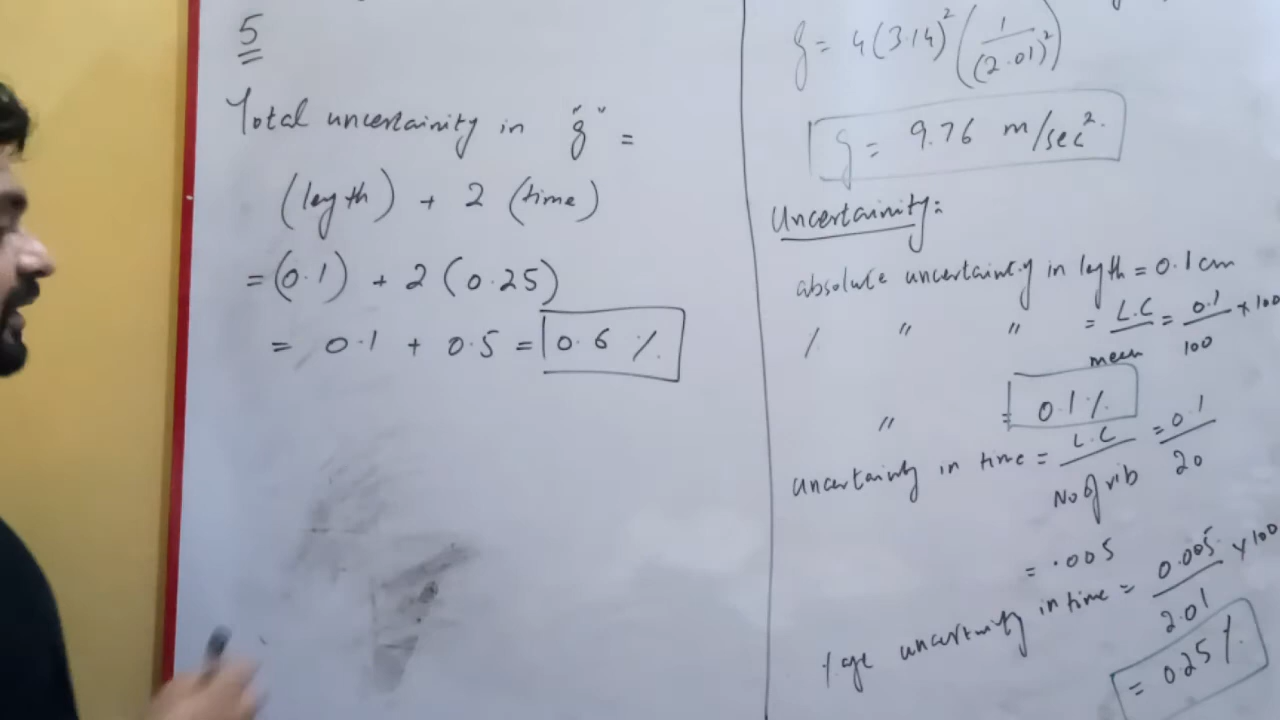 5
Total uncertainity in "g" =
(length) + 2 (time)
= (0.1) + 2 (0.25)
= 0.1 + 0.5 = 0.6 %
g = 4(3.14)² (1/(2.01)²)
g = 9.76 m/sec²
Uncertainity:
absolute uncertainty in length = 0.1 cm
% " " = L.C/mean = 0.1/100 × 100
" = 0.1 %
Uncertainty in time = L.C/No of vib = 0.1/20
= .005
% age uncertainity in time = 0.005/2.01 × 100
= 0.25 %